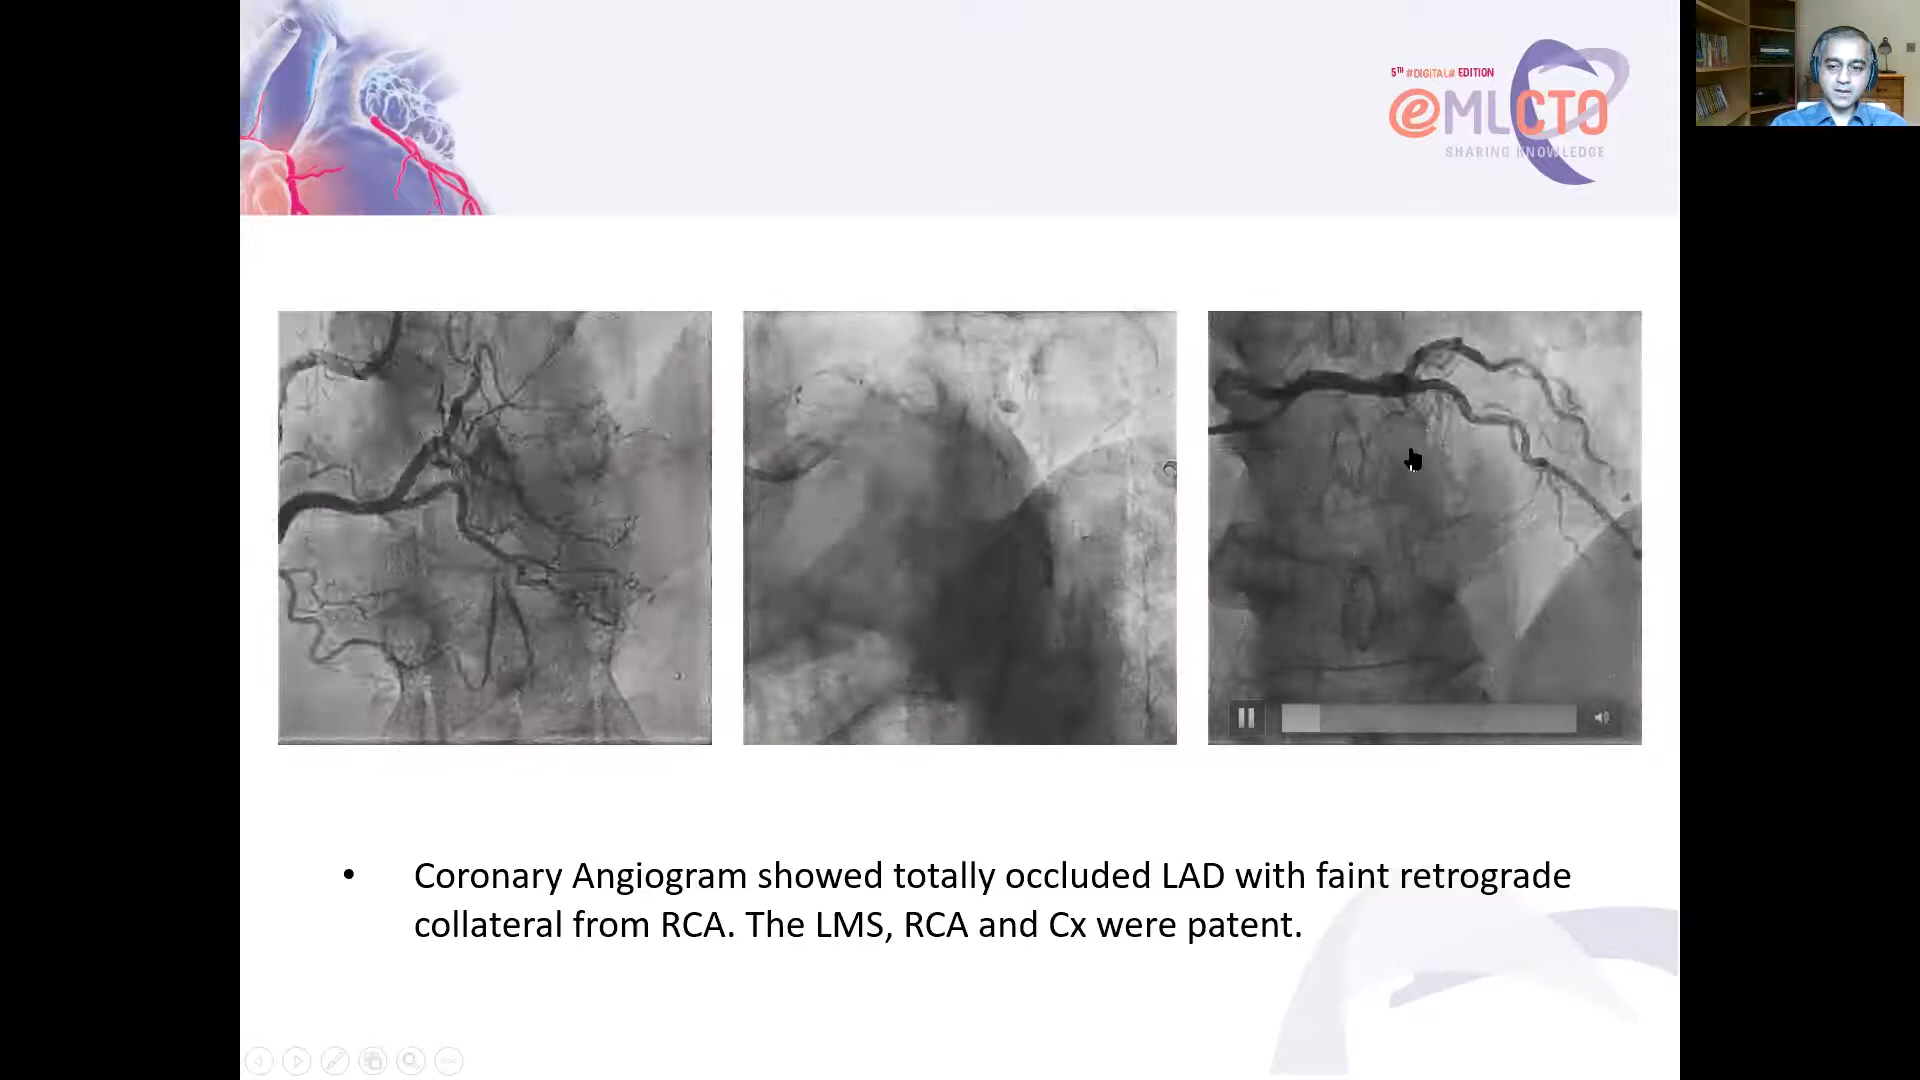 5TH #DIGITAL# EDITION
eMLCTO
SHARING KNOWLEDGE
• Coronary Angiogram showed totally occluded LAD with faint retrograde
collateral from RCA. The LMS, RCA and Cx were patent.